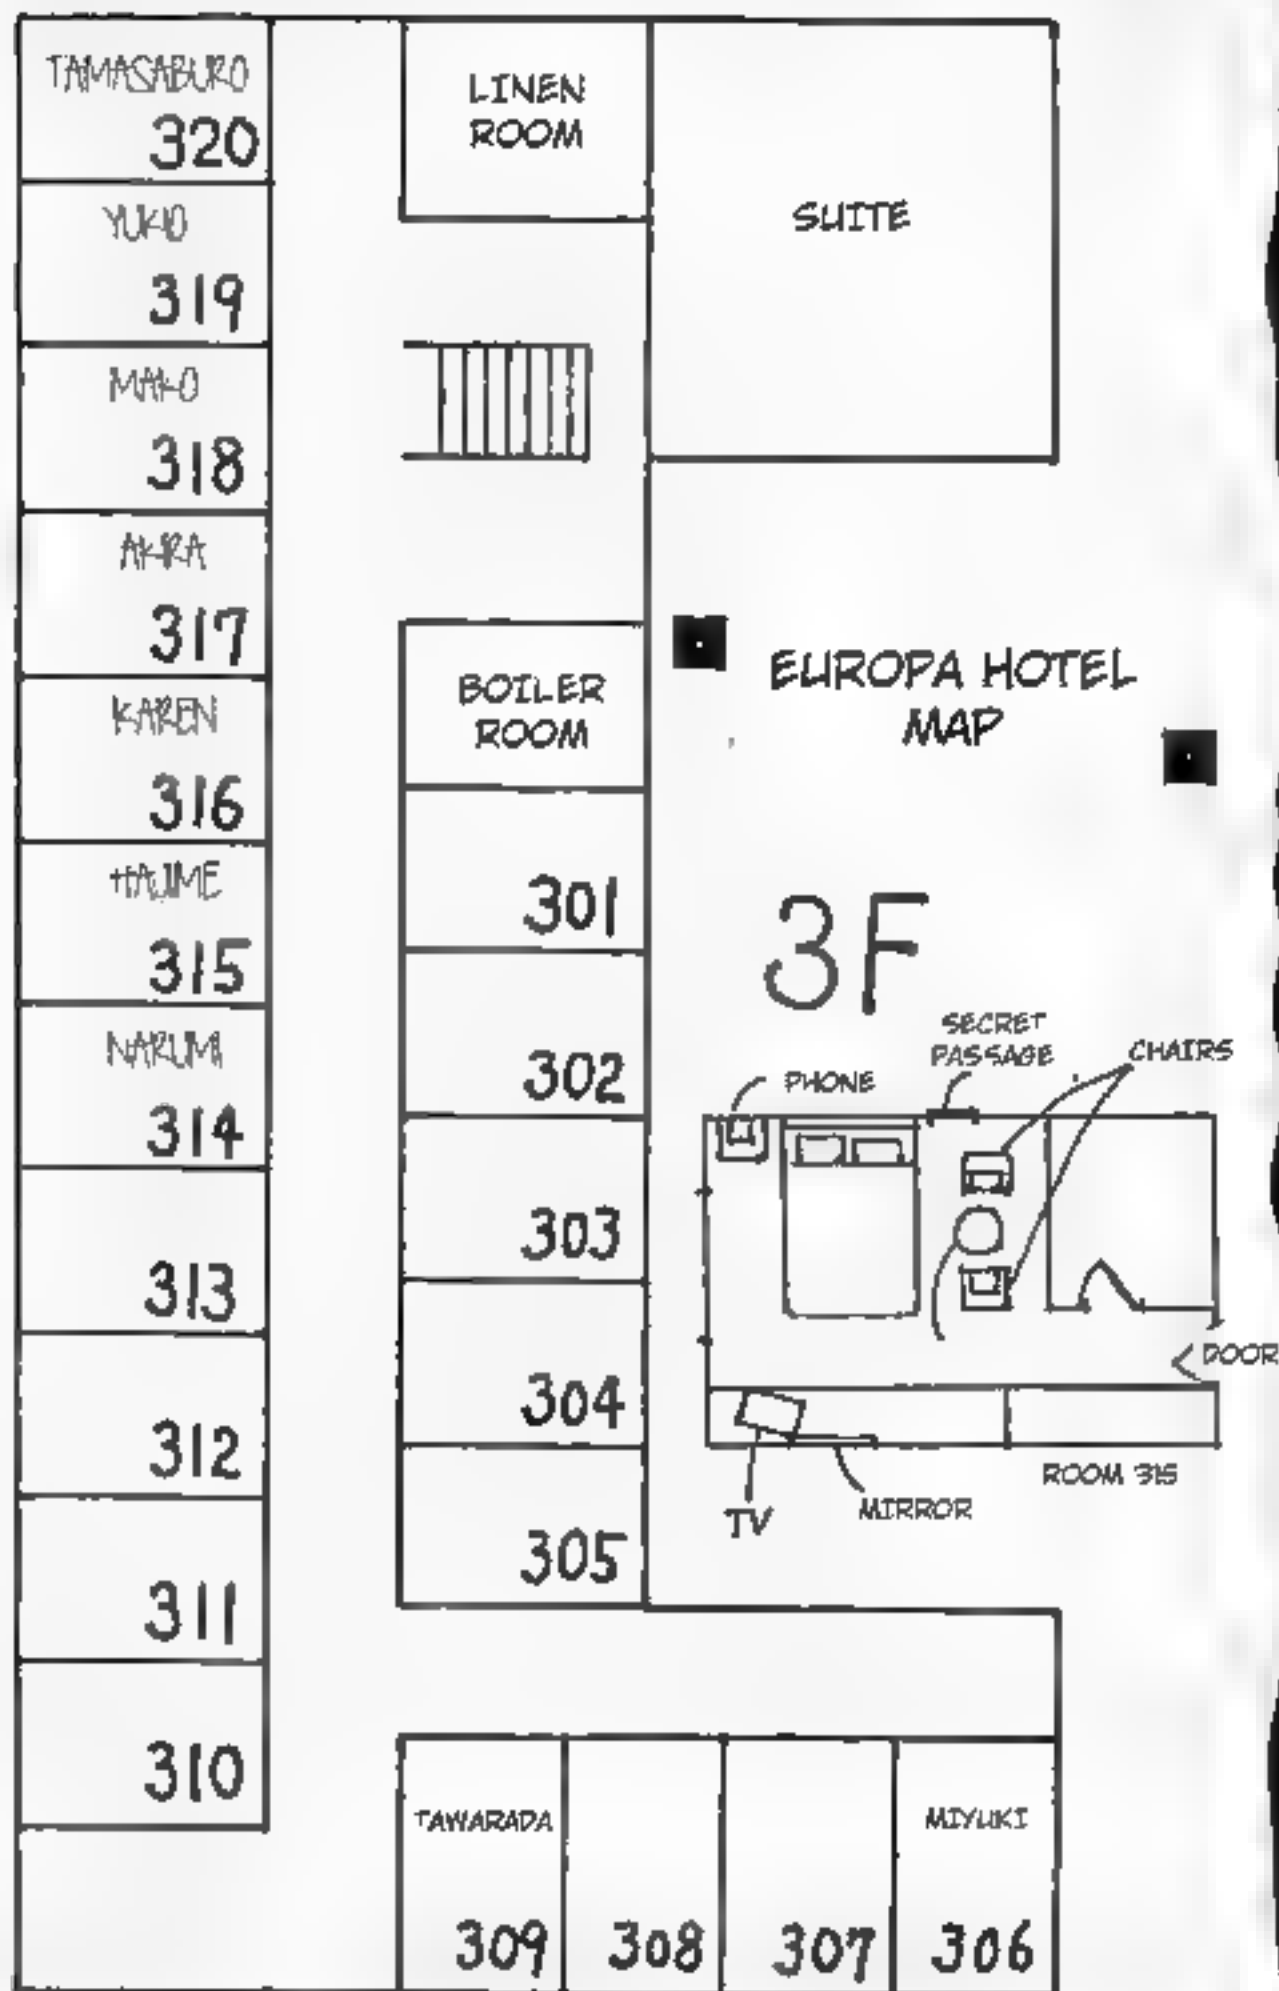 TAMASABURO
320
YUKIO
319
MAKO
318
AKIRA
317
KAREN
316
HAJIME
315
NARUMI
314
313
312
311
310
LINEN
ROOM
SUITE
BOILER
ROOM
301
302
303
304
305
EUROPA HOTEL
MAP
3F
SECRET
PASSAGE
CHAIRS
PHONE
DOOR
ROOM 315
MIRROR
TV
TAWARADA
309
308
307
MIYUKI
306